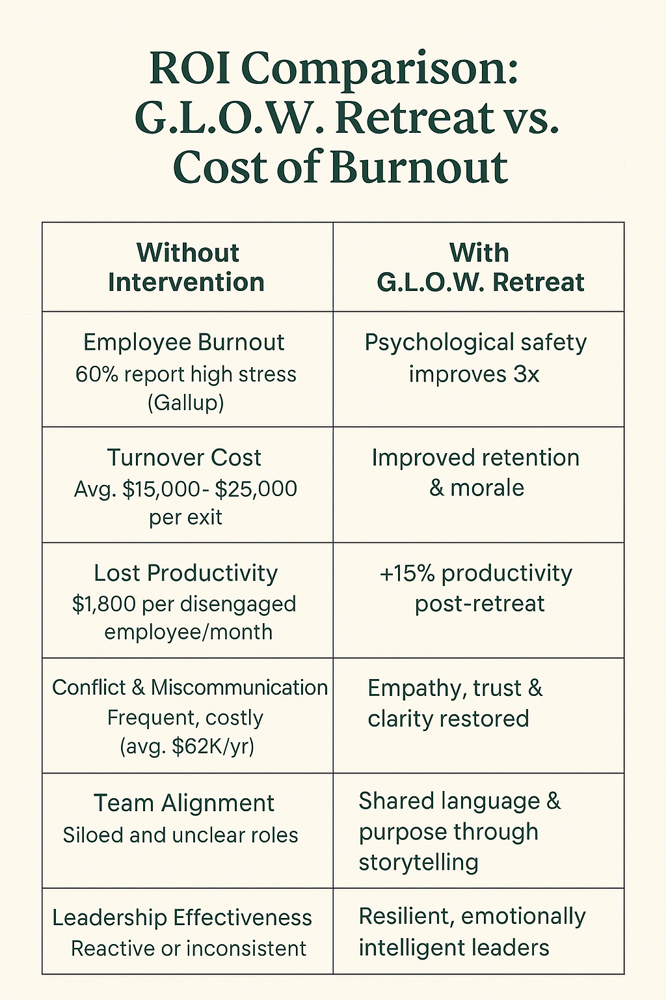 ROI Comparison:
G.L.O.W. Retreat vs.
Cost of Burnout
Without
Intervention
With
G.L.O.W. Retreat
Employee Burnout
60% report high stress
(Gallup)
Psychological safety
improves 3x
Turnover Cost
Avg. $15,000- $25,000
per exit
Improved retention
& morale
Lost Productivity
$1,800 per disengaged
employee/month
+15% productivity
post-retreat
Conflict & Miscommunication
Frequent, costly
(avg. $62K/yr)
Empathy, trust &
clarity restored
Team Alignment
Siloed and unclear roles
Shared language &
purpose through
storytelling
Leadership Effectiveness
Reactive or inconsistent
Resilient, emotionally
intelligent leaders